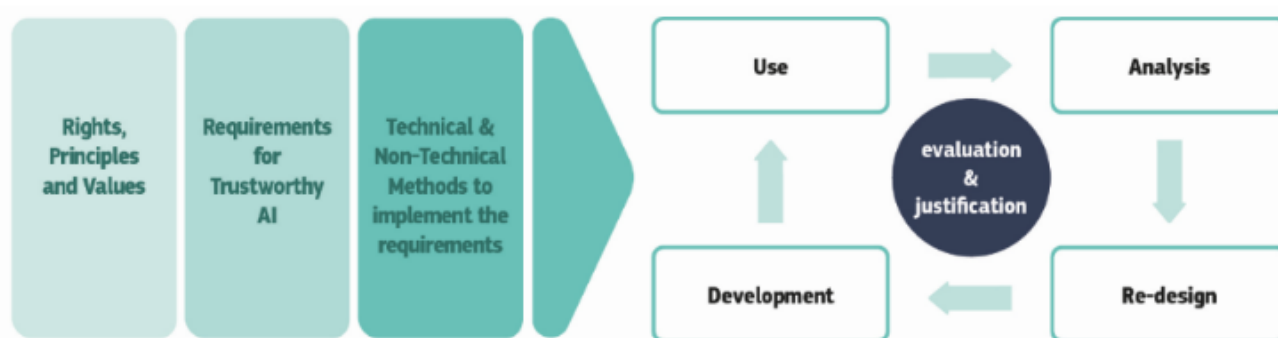 Rights,
Principles
and Values
Requirements
for
Trustworthy
AI
Technical &
Non-Technical
Methods to
implement the
requirements
Use
Analysis
evaluation
&
justification
Development
Re-design